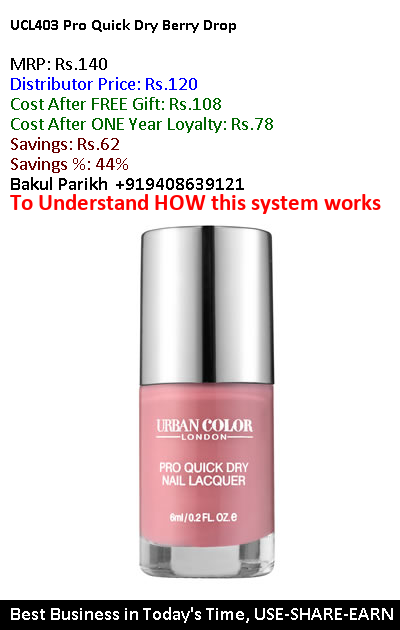 UCL403 Pro Quick Dry Berry Drop
MRP: Rs.140
Distributor Price: Rs.120
Cost After FREE Gift: Rs.108
Cost After ONE Year Loyalty: Rs.78
Savings: Rs.62
Savings %: 44%
Bakul Parikh +919408639121
To Understand HOW this system works
URBAN COLOR
LONDON
PRO QUICK DRY
NAIL LACQUER
6ml/0.2 FL. OZ.e
Best Business in Today's Time, USE-SHARE-EARN